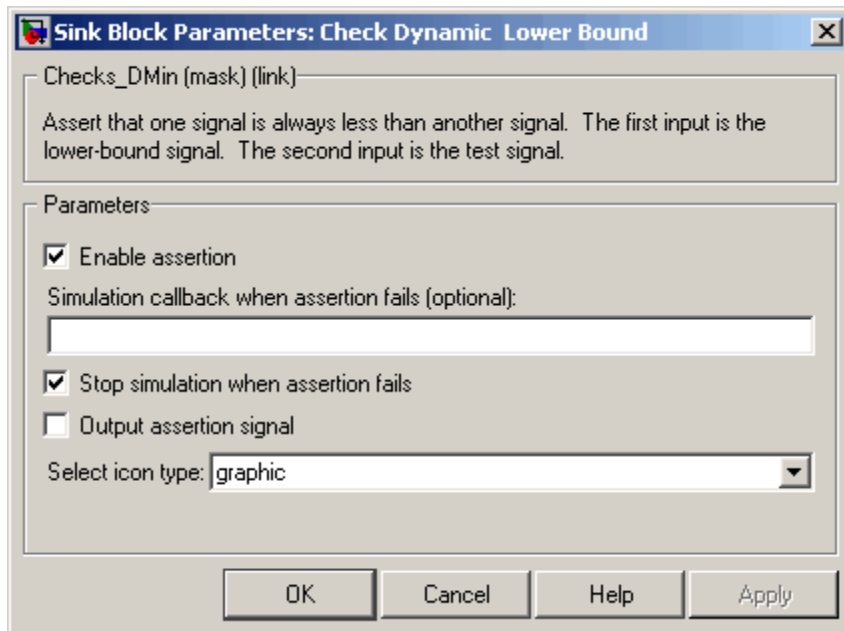 Sink Block Parameters: Check Dynamic  Lower Bound
Checks_DMin (mask) (link)
Assert that one signal is always less than another signal.  The first input is the
lower-bound signal.  The second input is the test signal.
Parameters
Enable assertion
Simulation callback when assertion fails (optional):
Stop simulation when assertion fails
Output assertion signal
Select icon type: graphic
OK Cancel Help Apply